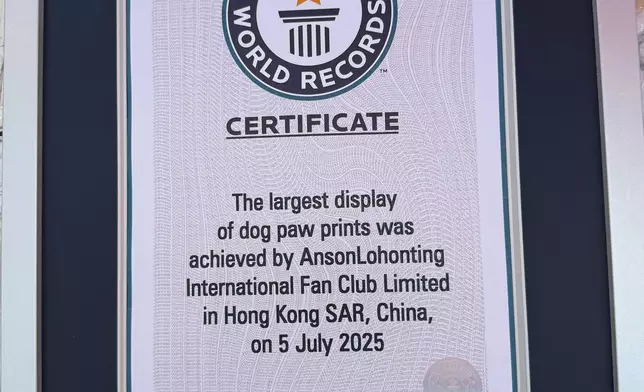 WORLD RECORDS
™
CERTIFICATE
The largest display
of dog paw prints was
achieved by AnsonLohonting
International Fan Club Limited
in Hong Kong SAR, China,
on 5 July 2025